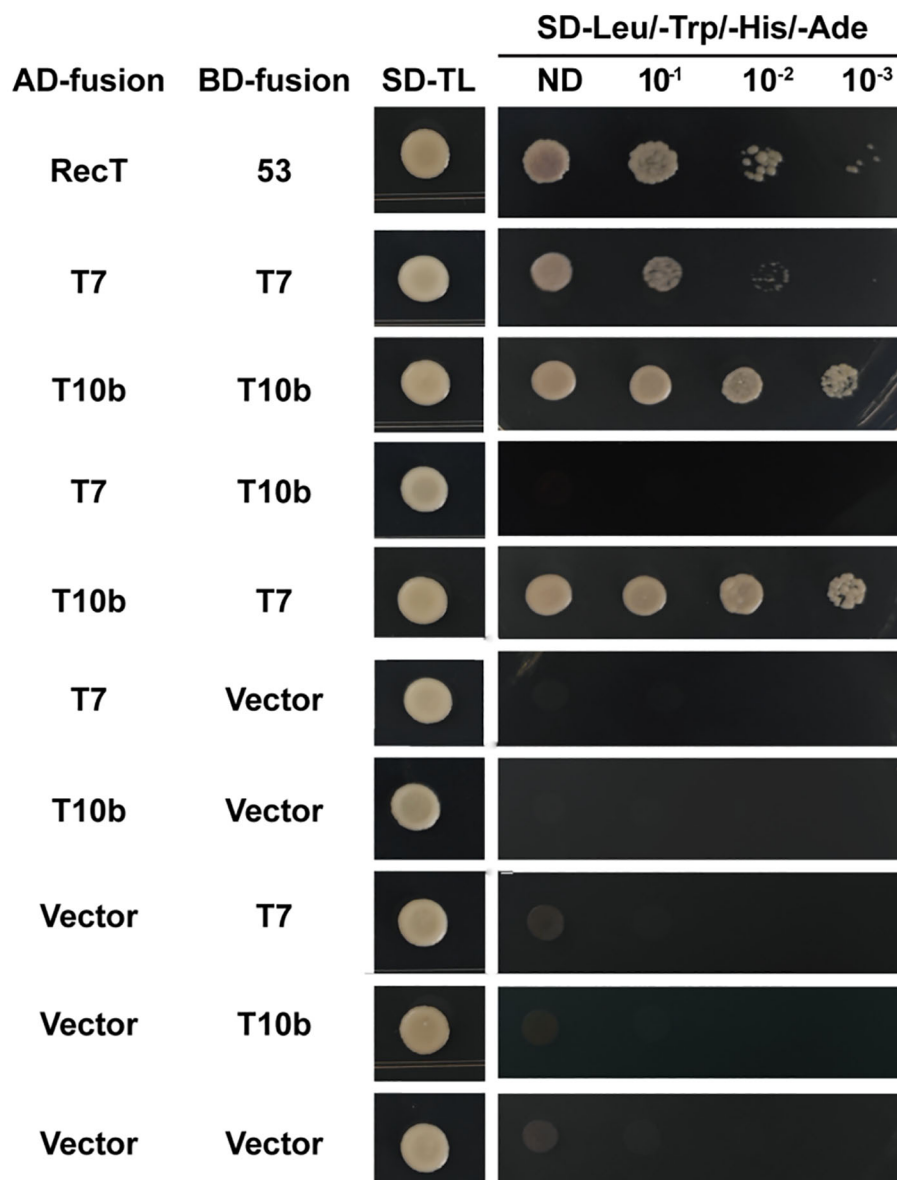 SD-Leu/-Trp/-His/-Ade
AD-fusion BD-fusion SD-TL ND 10⁻¹ 10⁻² 10⁻³
RecT 53
T7 T7
T10b T10b
T7 T10b
T10b T7
T7 Vector
T10b Vector
Vector T7
Vector T10b
Vector Vector